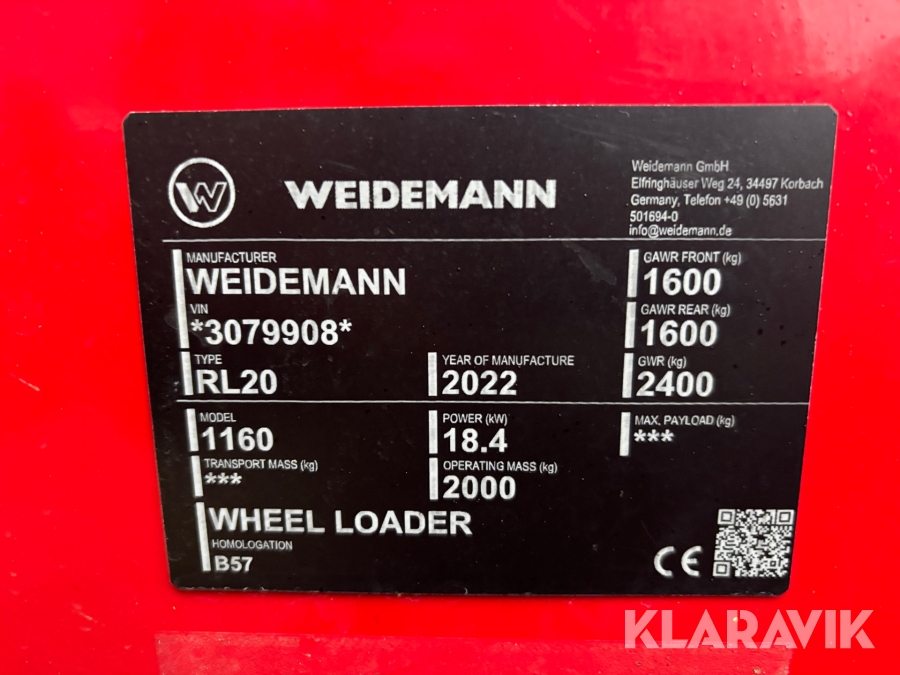 W WEIDEMANN
Weidemann GmbH
Elfringhäuser Weg 24, 34497 Korbach
Germany, Telefon +49 (0) 5631
501694-0
info@weidemann.de
MANUFACTURER
WEIDEMANN
VIN
*3079908*
TYPE
RL20
YEAR OF MANUFACTURE
2022
GAWR FRONT (kg)
1600
GAWR REAR (kg)
1600
GWR (kg)
2400
MODEL
1160
POWER (kW)
18.4
MAX. PAYLOAD (kg)
***
TRANSPORT MASS (kg)
***
OPERATING MASS (kg)
2000
WHEEL LOADER
HOMOLOGATION
B57
CE
KLARAVIK